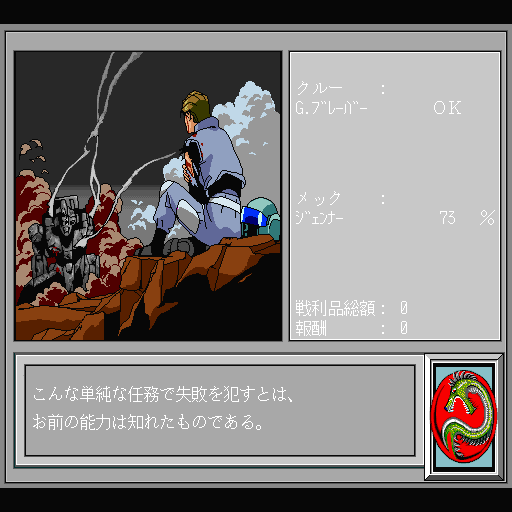 クルー　：
G.ブレーバー　OK
メック　：
ジェンナー　73　％
戦利品総額：　0
報酬　：　0
こんな単純な任務で失敗を犯すとは、
お前の能力は知れたものである。